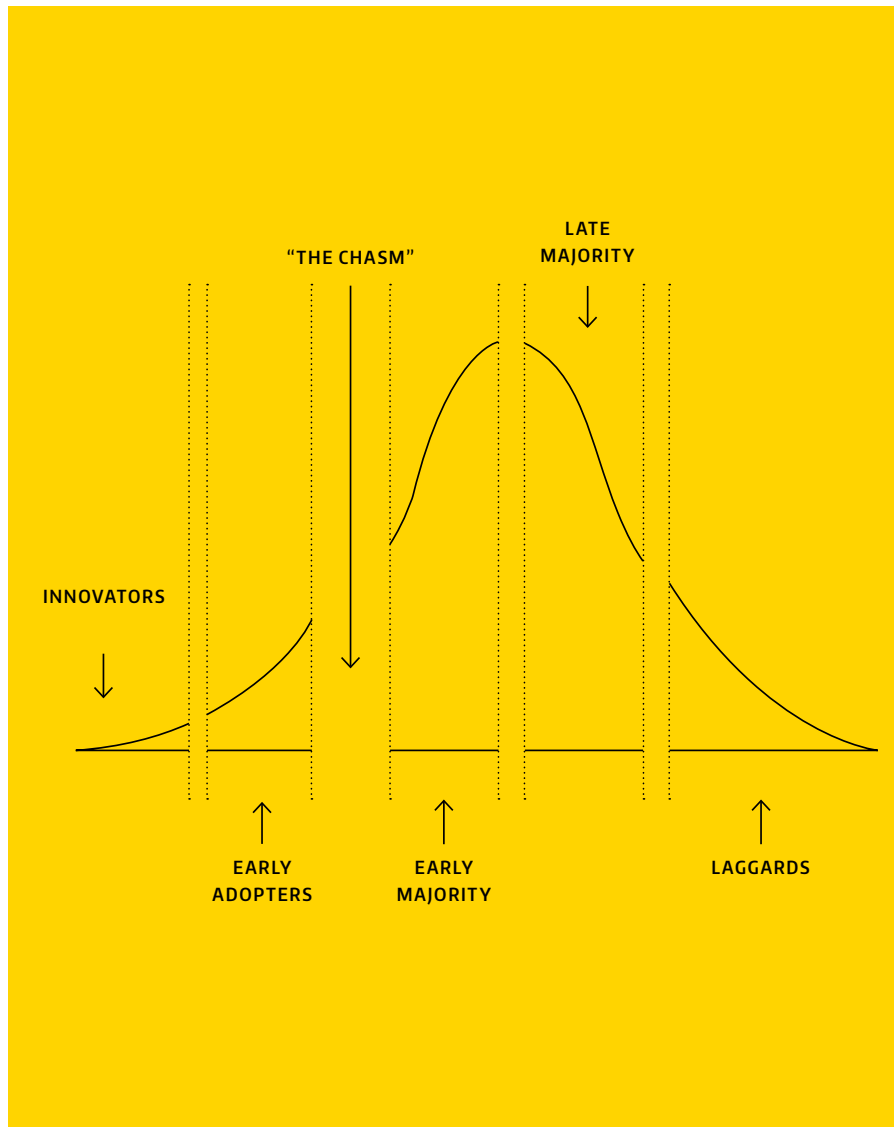 LATE
MAJORITY
“THE CHASM”
INNOVATORS
EARLY
ADOPTERS
EARLY
MAJORITY
LAGGARDS